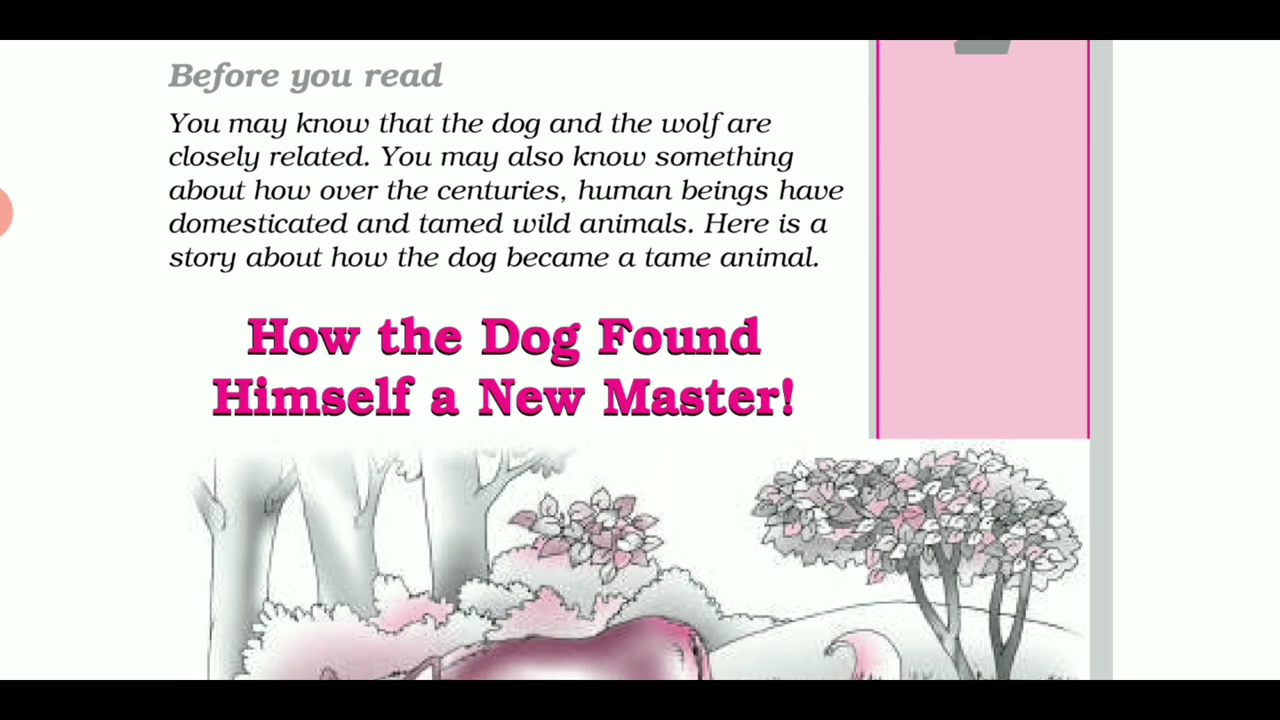 Before you read
You may know that the dog and the wolf are
closely related. You may also know something
about how over the centuries, human beings have
domesticated and tamed wild animals. Here is a
story about how the dog became a tame animal.
How the Dog Found
Himself a New Master!